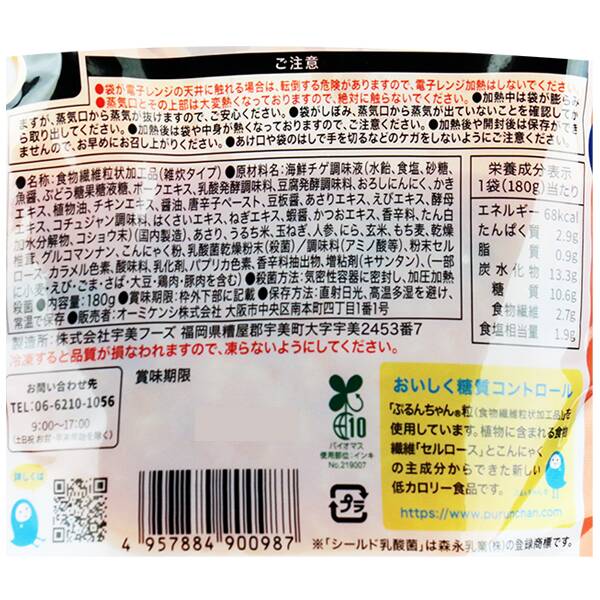 ご注意
●袋が電子レンジの天井に触れる場合は、転倒する危険がありますので、電子レンジ加熱はしないでください。
●蒸気口とその上部は大変熱くなっておりますので、絶対に触らないでください。●加熱中は袋が膨らみ
ますが、蒸気口から蒸気が抜けますので、ご安心ください。●袋がしぼみ、蒸気口から蒸気が出ていないことを確認してか
ら取り出してください。●加熱後は袋や中身が熱くなっておりますので、ご注意ください。●加熱後や開封後は保存ができ
ませんので、お早めにお召し上がりください。●あけ口や袋のはしで手を切るなどのケガをしないようにご注意ください。
●名称:食物繊維粒状加工品(雑炊タイプ)●原材料名:海鮮チゲ調味液(水飴、食塩、砂糖、
魚醤、ぶどう糖果糖液糖、ポークエキス、乳酸発酵調味料、豆腐発酵調味料、おろしにんにく、かき
エキス、植物油、チキンエキス、醤油、唐辛子ペースト、豆板醤、あさりエキス、えびエキス、酵母
エキス、コチュジャン調味料、はくさいエキス、ねぎエキス、蝦醤、かつおエキス、香辛料、たん白
加水分解物、コショウ末)(国内製造)、あさり、うるち米、玉ねぎ、人参、にら、玄米、もち麦、乾燥
椎茸、グルコマンナン、こんにゃく粉、乳酸菌乾燥粉末(殺菌)/調味料(アミノ酸等)、粉末セル
ロース、カラメル色素、酸味料、乳化剤、パプリカ色素、香辛料抽出物、増粘剤(キサンタン)、(一部
に小麦・えび・ごま・さば・大豆・鶏肉・豚肉を含む)●殺菌方法:気密性容器に密封し、加圧加熱
殺菌●内容量:180g●賞味期限:枠外下部に記載●保存方法:直射日光、高温多湿を避け、
常温で保存●販売者:オーミケンシ株式会社 大阪市中央区南本町四丁目1番1号
製造所:株式会社宇美フーズ 福岡県糟屋郡宇美町大字宇美2453番7
冷凍すると品質が損なわれますので、凍らないようにしてください。
栄養成分表示
1袋(180g)当たり
エネルギー 68kcal
たんぱく質 2.9g
脂質 0.9g
炭水化物 13.3g
糖質 10.6g
食物繊維 2.7g
食塩相当量 1.9g
お問い合わせ先
TEL:06-6210-1056
9:00〜17:00
詳しくは
賞味期限
10
バイオマス
使用部位:インキ
No.219007
プラ
4 957884 900987
おいしく糖質コントロール
「ぷるんちゃん®粒(食物繊維粒状加工品)」を
使用しています。植物に含まれる食物
繊維「セルロース」とこんにゃく
の主成分からできた新しい
低カロリー食品です。
https://www.purunchan.com
※「シールド乳酸菌」は森永乳業(株)の登録商標です。